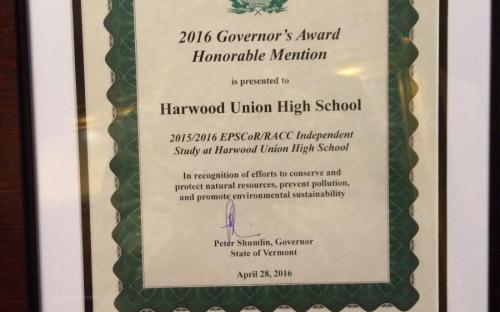 2016 Governor's Award
Honorable Mention
is presented to
Harwood Union High School
2015/2016 EPSCoR/RACC Independent
Study at Harwood Union High School
In recognition of efforts to conserve and
protect natural resources, prevent pollution,
and promote environmental sustainability
Peter Shumlin, Governor
State of Vermont
April 28, 2016